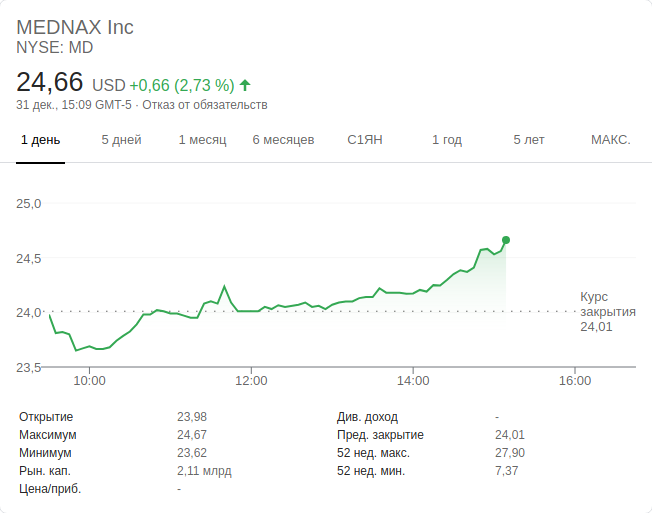 MEDNAX Inc
NYSE: MD
24,66 USD +0,66 (2,73 %)
31 дек., 15:09 GMT-5 · Отказ от обязательств
1 день 5 дней 1 месяц 6 месяцев С1ЯН 1 год 5 лет МАКС.
25,0
24,5
24,0
23,5
Курс
закрытия
24,01
10:00 12:00 14:00 16:00
Открытие 23,98 Див. доход -
Максимум 24,67 Пред. закрытие 24,01
Минимум 23,62 52 нед. макс. 27,90
Рын. кап. 2,11 млрд 52 нед. мин. 7,37
Цена/приб. -